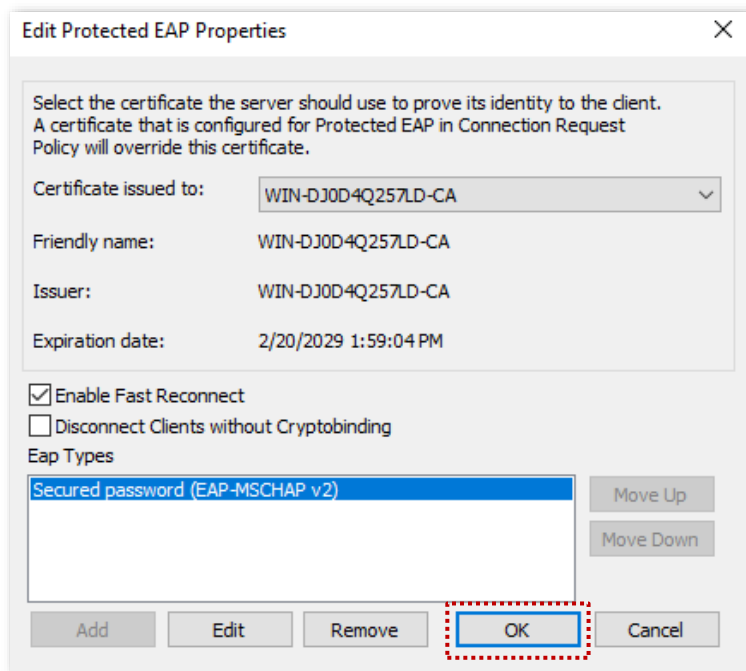 Edit Protected EAP Properties
Select the certificate the server should use to prove its identity to the client.
A certificate that is configured for Protected EAP in Connection Request
Policy will override this certificate.
Certificate issued to: WIN-DJ0D4Q257LD-CA
Friendly name: WIN-DJ0D4Q257LD-CA
Issuer: WIN-DJ0D4Q257LD-CA
Expiration date: 2/20/2029 1:59:04 PM
Enable Fast Reconnect
Disconnect Clients without Cryptobinding
Eap Types
Secured password (EAP-MSCHAP v2)
Move Up
Move Down
Add Edit Remove OK Cancel